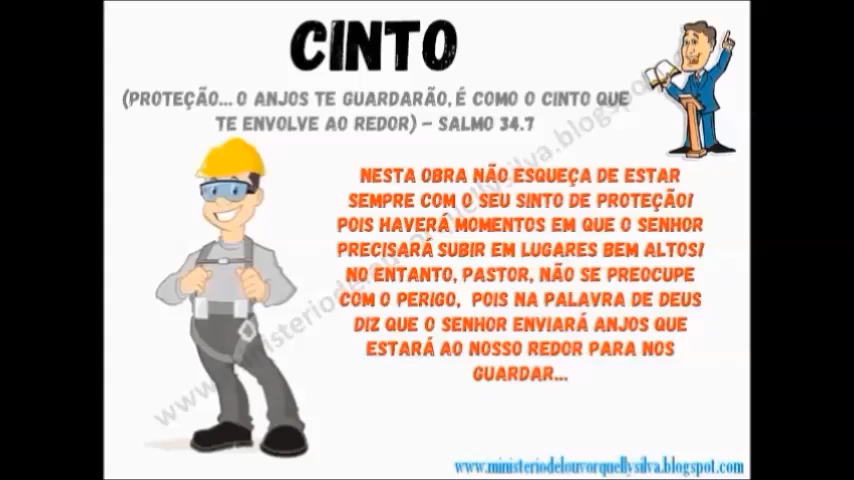 CINTO
(PROTEÇÃO... O ANJOS TE GUARDARÃO, É COMO O CINTO QUE
TE ENVOLVE AO REDOR) - SALMO 34.7
NESTA OBRA NÃO ESQUEÇA DE ESTAR
SEMPRE COM O SEU SINTO DE PROTEÇÃO!
POIS HAVERÁ MOMENTOS EM QUE O SENHOR
PRECISARÁ SUBIR EM LUGARES BEM ALTOS!
NO ENTANTO, PASTOR, NÃO SE PREOCUPE
COM O PERIGO, POIS NA PALAVRA DE DEUS
DIZ QUE O SENHOR ENVIARÁ ANJOS QUE
ESTARÁ AO NOSSO REDOR PARA NOS
GUARDAR...
www.ministeriodelouvorquellysilva.blogspot.com